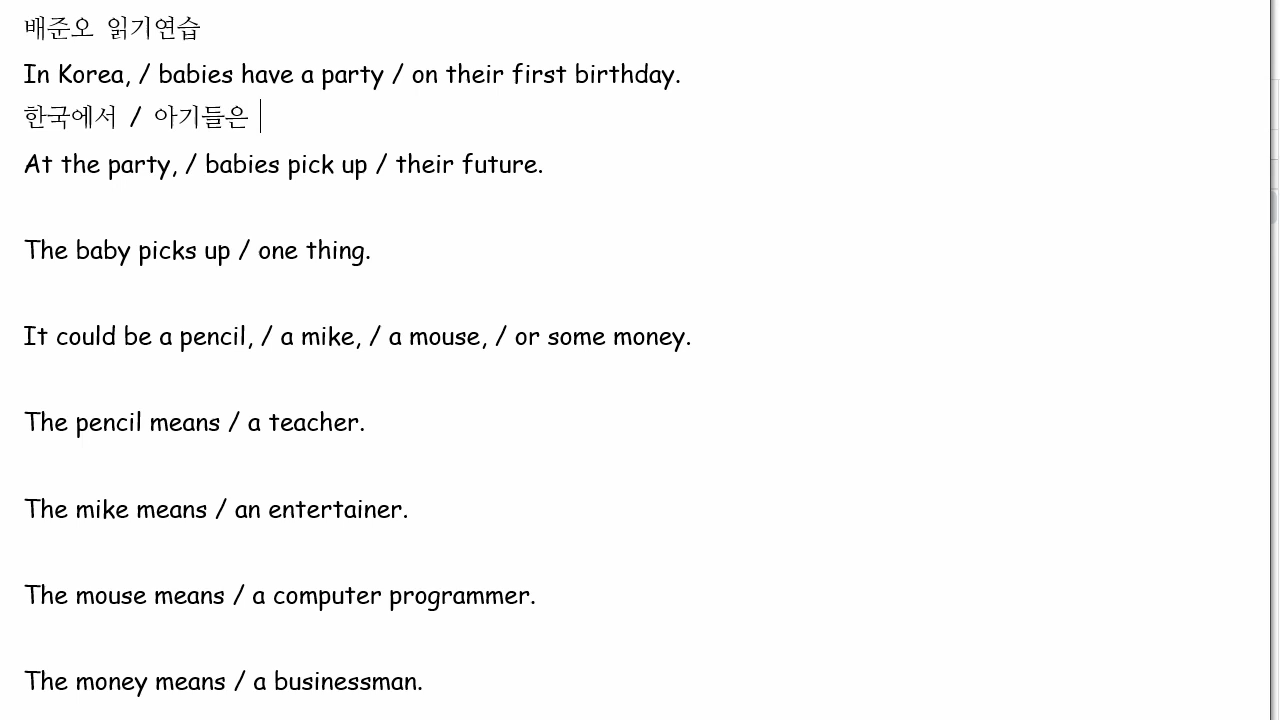 배준오 읽기연습
In Korea, / babies have a party / on their first birthday.
한국에서 / 아기들은
At the party, / babies pick up / their future.
The baby picks up / one thing.
It could be a pencil, / a mike, / a mouse, / or some money.
The pencil means / a teacher.
The mike means / an entertainer.
The mouse means / a computer programmer.
The money means / a businessman.